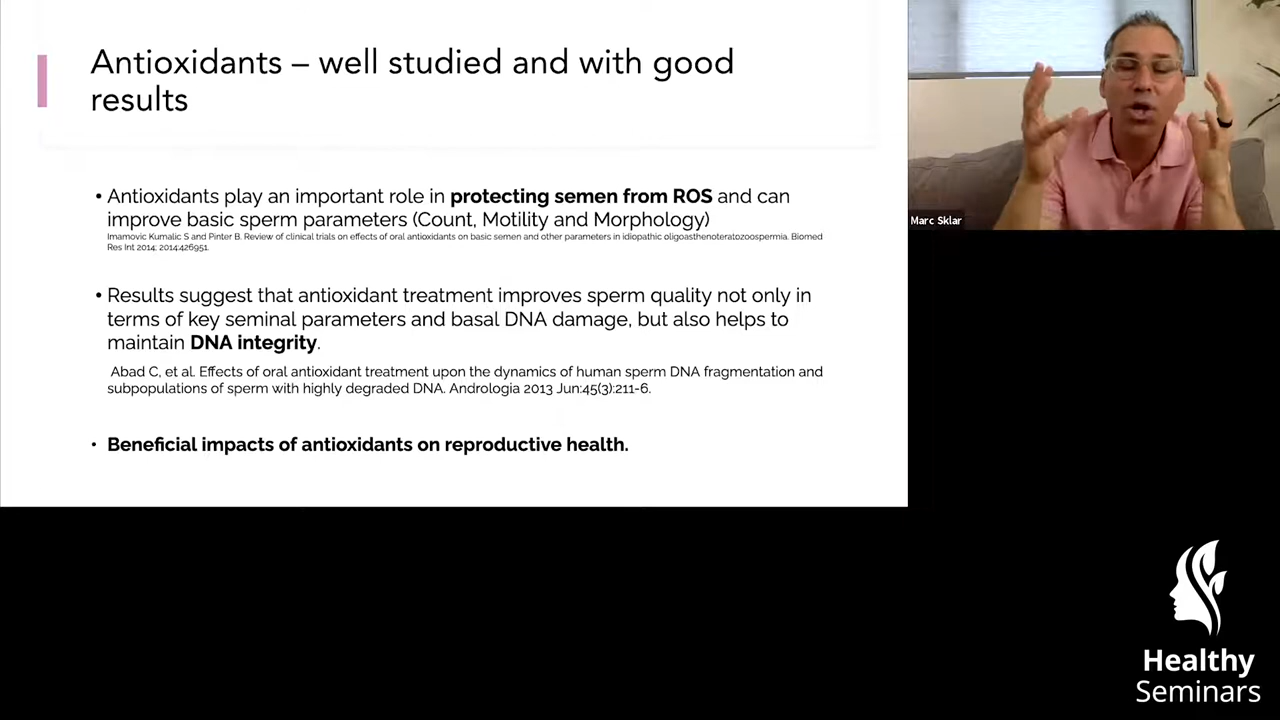 Antioxidants – well studied and with good
results
• Antioxidants play an important role in protecting semen from ROS and can
improve basic sperm parameters (Count, Motility and Morphology)
Imamovic Kumalic S and Pinter B. Review of clinical trials on effects of oral antioxidants on basic semen and other parameters in idiopathic oligoasthenoteratozoospermia. Biomed
Res Int 2014; 2014:426951.
• Results suggest that antioxidant treatment improves sperm quality not only in
terms of key seminal parameters and basal DNA damage, but also helps to
maintain DNA integrity.
Abad C, et al. Effects of oral antioxidant treatment upon the dynamics of human sperm DNA fragmentation and
subpopulations of sperm with highly degraded DNA. Andrologia 2013 Jun:45(3):211-6.
• Beneficial impacts of antioxidants on reproductive health.
Marc Sklar
Healthy
Seminars